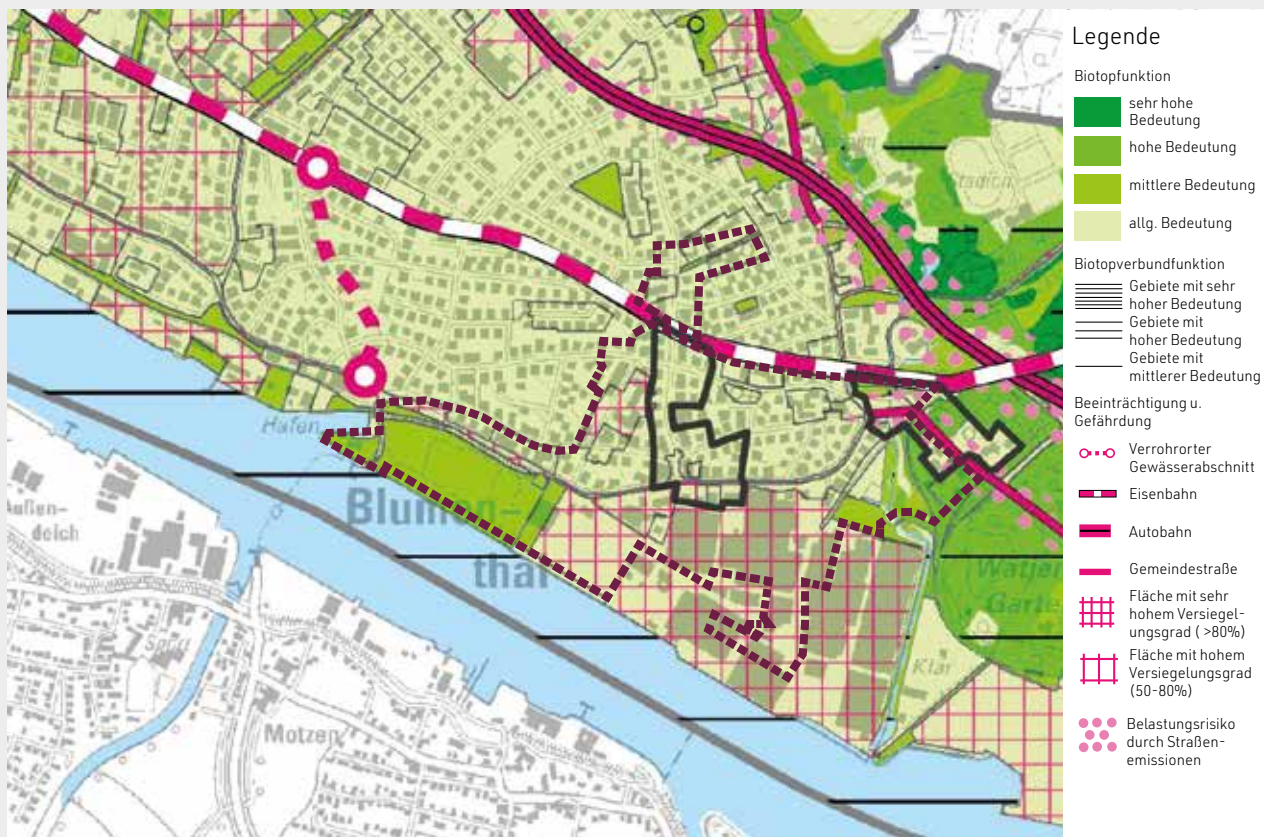 Hafen
Blumen-
thal
Außen-
deich
Motzen
Stadion
Watjen
Garte
Klär
Legende
Biotopfunktion
sehr hohe
Bedeutung
hohe Bedeutung
mittlere Bedeutung
allg. Bedeutung
Biotopverbundfunktion
Gebiete mit sehr
hoher Bedeutung
Gebiete mit
hoher Bedeutung
Gebiete mit
mittlerer Bedeutung
Beeinträchtigung u.
Gefährdung
Verrohrorter
Gewässerabschnitt
Eisenbahn
Autobahn
Gemeindestraße
Fläche mit sehr
hohem Versiegel-
ungsgrad ( >80%)
Fläche mit hohem
Versiegelungsgrad
(50-80%)
Belastungsrisiko
durch Straßen-
emissionen